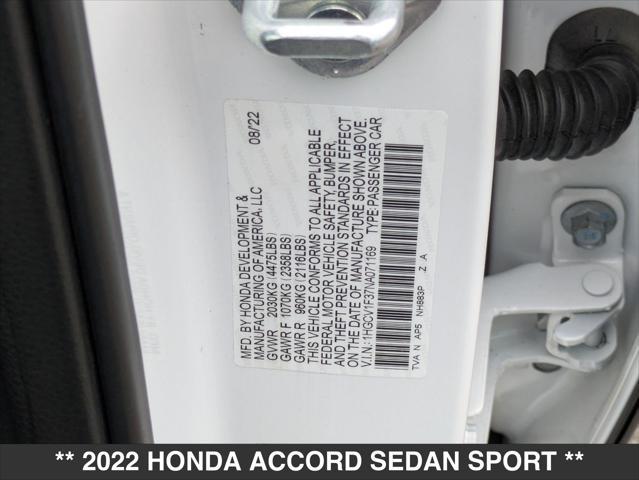 MFD. BY HONDA DEVELOPMENT & 08/22
MANUFACTURING OF AMERICA, LLC
GVWR 2030KG (4475LBS)
GAWR F 1070KG (2358LBS)
GAWR R 960KG (2116LBS)
THIS VEHICLE CONFORMS TO ALL APPLICABLE
FEDERAL MOTOR VEHICLE SAFETY BUMPER,
AND THEFT PREVENTION STANDARDS IN EFFECT
ON THE DATE OF MANUFACTURE SHOWN ABOVE.
V.I.N.: 1HGCV1F37NA071169 TYPE:PASSENGER CAR
TVA N AP5 NH883P Z A
** 2022 HONDA ACCORD SEDAN SPORT **